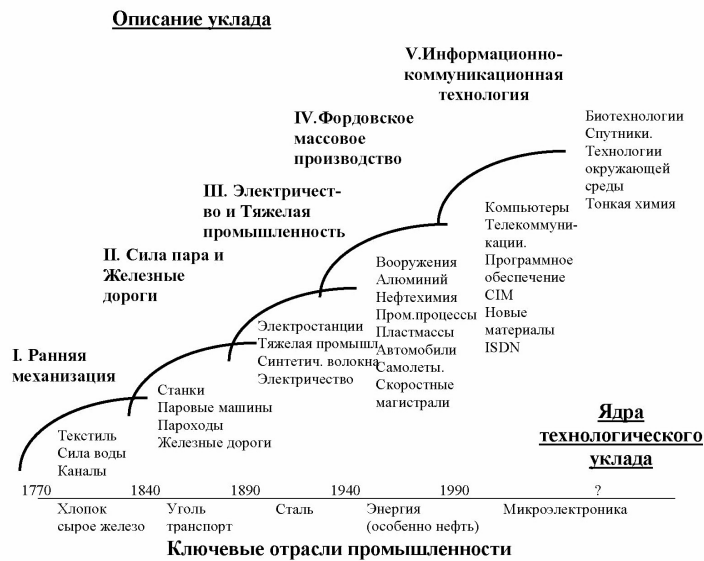 Описание уклада
V.Информационно-
коммуникационная
технология
IV.Фордовское
массовое
производство
Биотехнологии
Спутники.
Технологии
окружающей
среды
Тонкая химия
III. Электричест-
во и Тяжелая
промышленность
Компьютеры
Телекоммуни-
кации.
Программное
обеспечение
CIM
Новые
материалы
ISDN
II. Сила пара и
Железные
дороги
Вооружения
Алюминий
Нефтехимия
Пром.процессы
Пластмассы
Автомобили
Самолеты.
Скоростные
магистрали
Электростанции
Тяжелая промышл.
Синтетич. волокна
Электричество
I. Ранняя
механизация
Станки
Паровые машины
Пароходы
Железные дороги
Текстиль
Сила воды
Каналы
Ядра
технологического
уклада
1770 1840 1890 1940 1990 ?
Хлопок
сырое железо
Уголь
транспорт
Сталь
Энергия
(особенно нефть)
Микроэлектроника
Ключевые отрасли промышленности